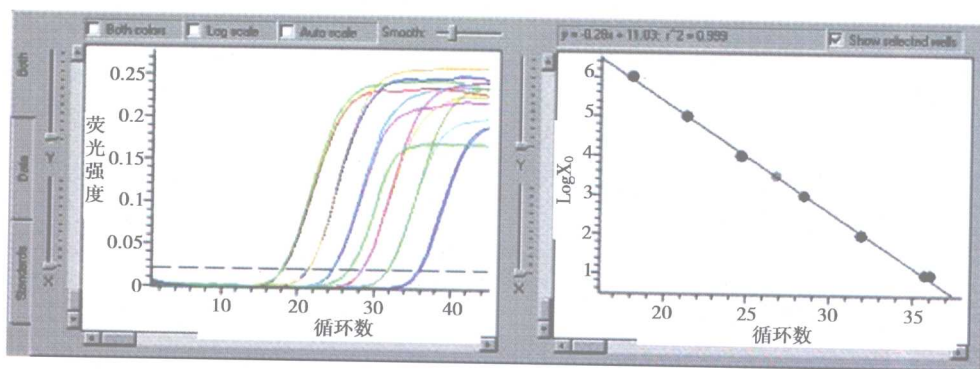 Both colors
Log scale
Auto scale
Smooth:
Both
Data
Standards
Y
X
荧光强度
0.25
0.2
0.15
0.1
0.05
0
10
20
30
40
循环数
y = -0.28x + 11.03; r^2 = 0.999
Show selected wells
Y
X
LogX₀
6
5
4
3
2
1
20
25
30
35
循环数